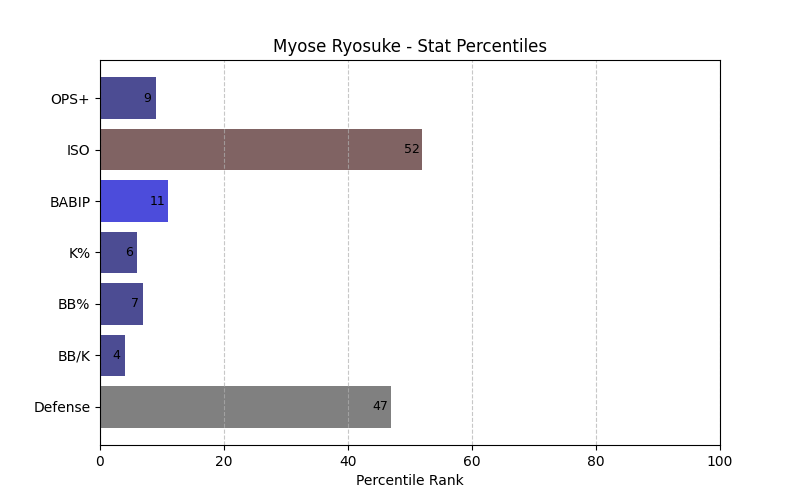 Myose Ryosuke - Stat Percentiles
OPS+ 9
ISO 52
BABIP 11
K% 6
BB% 7
BB/K 4
Defense 47
0 20 40 60 80 100
Percentile Rank